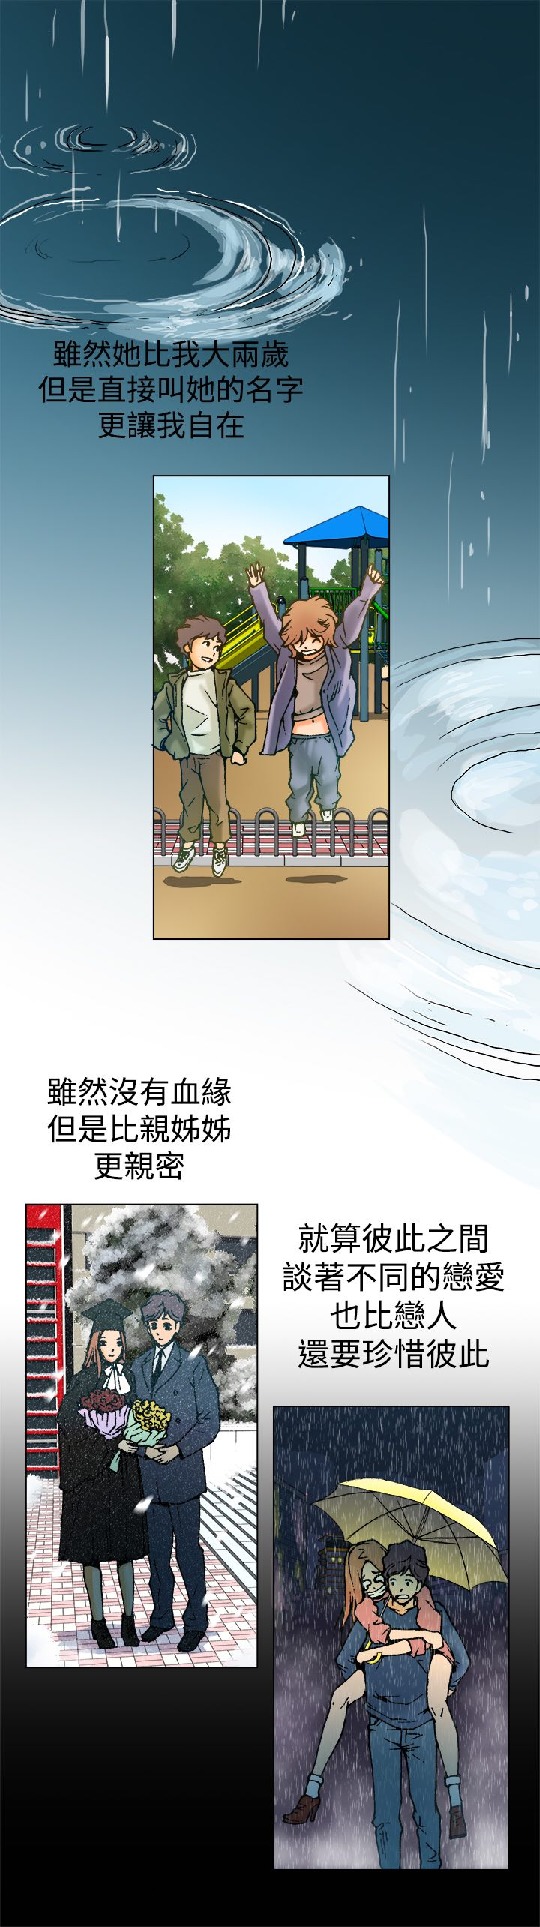 雖然她比我大兩歲
但是直接叫她的名字
更讓我自在
雖然沒有血緣
但是比親姊姊
更親密
就算彼此之間
談著不同的戀愛
也比戀人
還要珍惜彼此